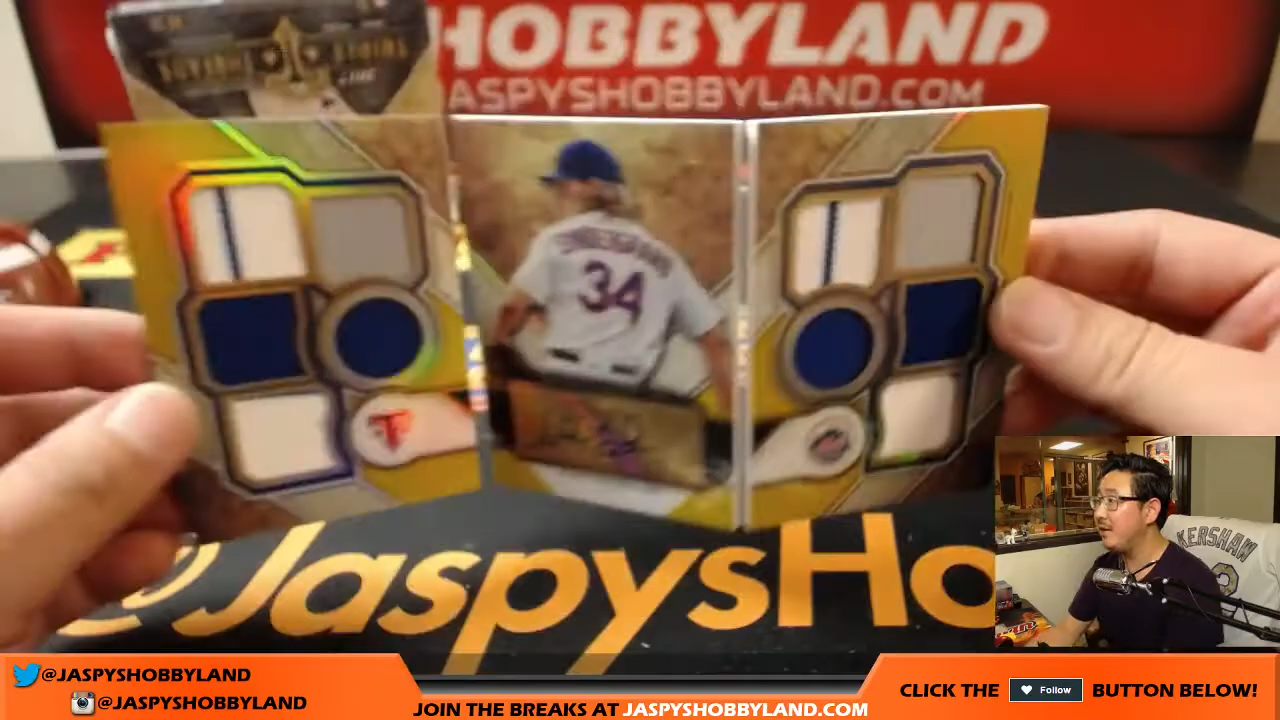 HOBBYLAND
JASPYSHOBBYLAND.COM
34
@JaspysHo
KERSHAW
@JASPYSHOBBYLAND
@JASPYSHOBBYLAND
JOIN THE BREAKS AT JASPYSHOBBYLAND.COM
CLICK THE Follow BUTTON BELOW!